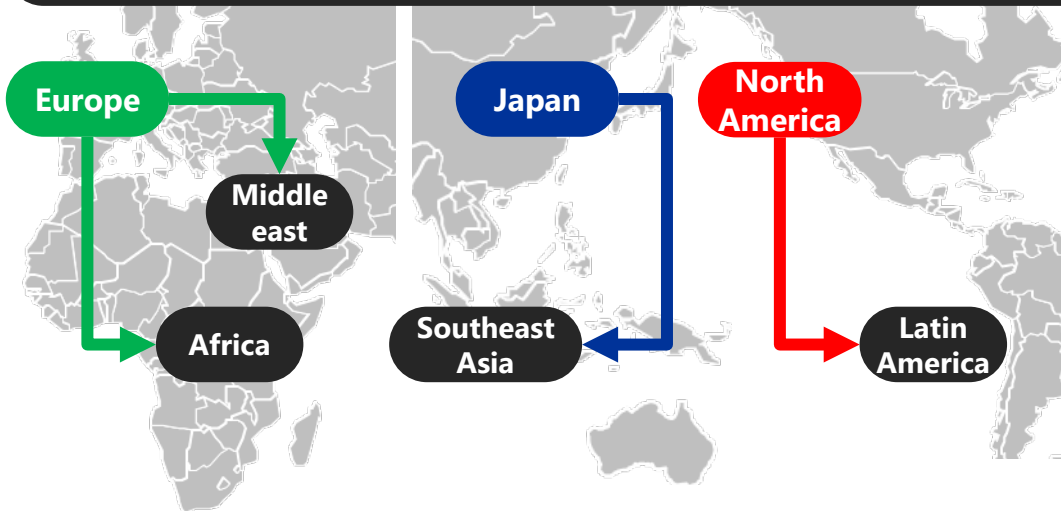 Europe
Japan
North
America
Middle
east
Africa
Southeast
Asia
Latin
America